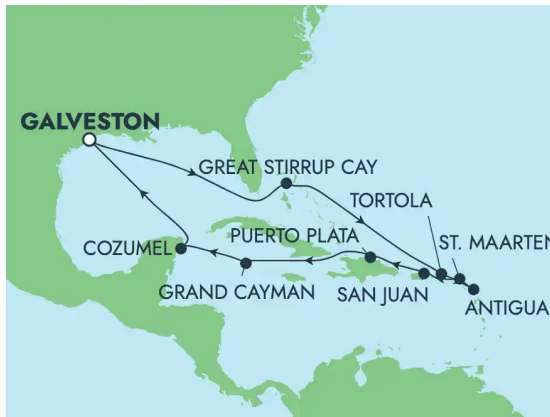 GALVESTON
GREAT STIRRUP CAY
TORTOLA
PUERTO PLATA
ST. MAARTEN
COZUMEL
GRAND CAYMAN
SAN JUAN
ANTIGUA